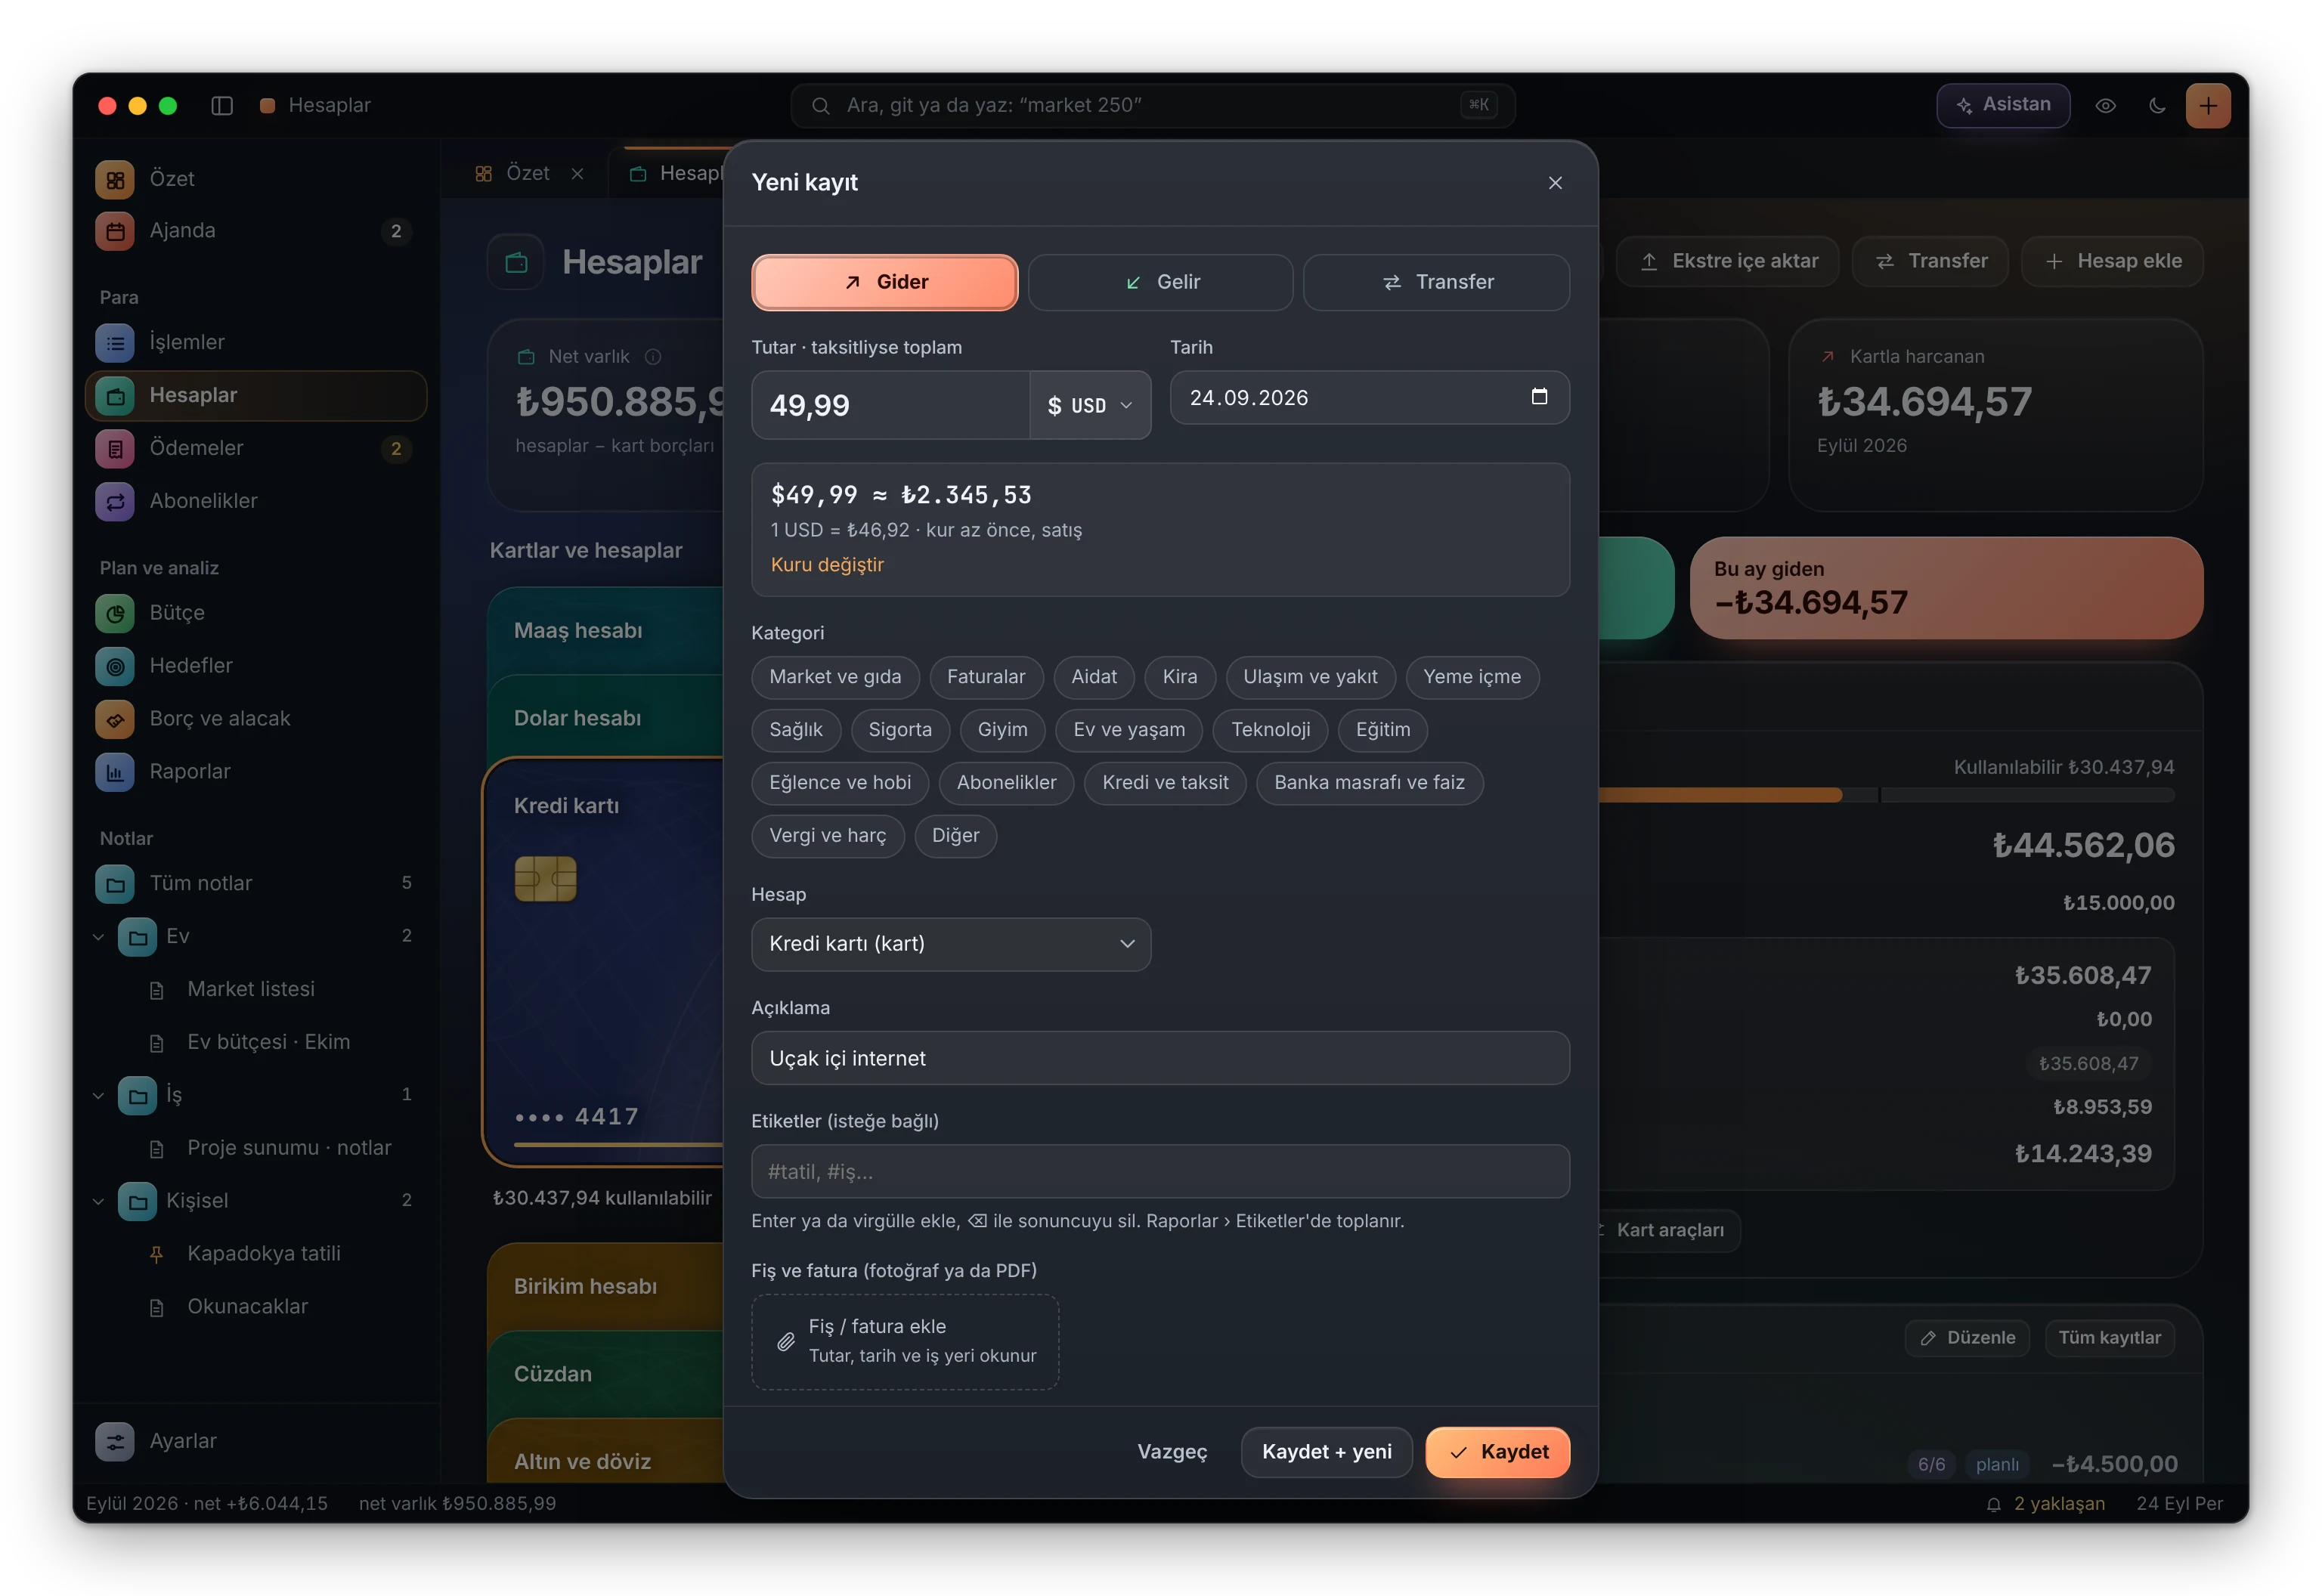 Hesaplar
Ara, git ya da yaz: “market 250”
⌘K
Asistan
Özet
Ajanda
2
Para
İşlemler
Hesaplar
Ödemeler
2
Abonelikler
Plan ve analiz
Bütçe
Hedefler
Borç ve alacak
Raporlar
Notlar
Tüm notlar
5
Ev
2
Market listesi
Ev bütçesi · Ekim
İş
1
Proje sunumu · notlar
Kişisel
2
Kapadokya tatili
Okunacaklar
Ayarlar
Özet
Hesaplar
Ekstre içe aktar
Transfer
Hesap ekle
Net varlık
hesaplar – kart borçları
Kartla harcanan
₺34.694,57
Eylül 2026
Kartlar ve hesaplar
Bu ay giden
−₺34.694,57
Maaş hesabı
Dolar hesabı
Kredi kartı
•••• 4417
₺30.437,94 kullanılabilir
Birikim hesabı
Cüzdan
Altın ve döviz
Kullanılabilir ₺30.437,94
₺44.562,06
₺15.000,00
₺35.608,47
₺0,00
₺35.608,47
₺8.953,59
₺14.243,39
Kart araçları
Düzenle
Tüm kayıtlar
6/6
planlı
−₺4.500,00
Yeni kayıt
Gider
Gelir
Transfer
Tutar · taksitliyse toplam
Tarih
49,99
$ USD
24.09.2026
$49,99 ≈ ₺2.345,53
1 USD = ₺46,92 · kur az önce, satış
Kuru değiştir
Kategori
Market ve gıda
Faturalar
Aidat
Kira
Ulaşım ve yakıt
Yeme içme
Sağlık
Sigorta
Giyim
Ev ve yaşam
Teknoloji
Eğitim
Eğlence ve hobi
Abonelikler
Kredi ve taksit
Banka masrafı ve faiz
Vergi ve harç
Diğer
Hesap
Kredi kartı (kart)
Açıklama
Uçak içi internet
Etiketler (isteğe bağlı)
#tatil, #iş…
Enter ya da virgülle ekle, ⌫ ile sonuncuyu sil. Raporlar › Etiketler'de toplanır.
Fiş ve fatura (fotoğraf ya da PDF)
Fiş / fatura ekle
Tutar, tarih ve iş yeri okunur
Vazgeç
Kaydet + yeni
Kaydet
Eylül 2026 · net +₺6.044,15
net varlık ₺950.885,99
2 yaklaşan
24 Eyl Per